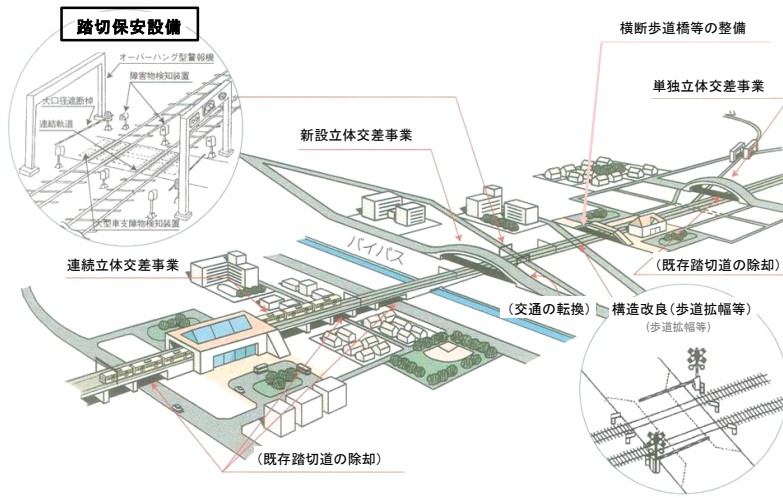 踏切保安設備
オーバーハング型警報機
障害物検知装置
大口径遮断棹
連結軌道
大型車支障物検知装置
横断歩道橋等の整備
単独立体交差事業
新設立体交差事業
バイパス
連続立体交差事業
(既存踏切道の除却)
(交通の転換)
構造改良(歩道拡幅等)
(歩道拡幅等)
(既存踏切道の除却)